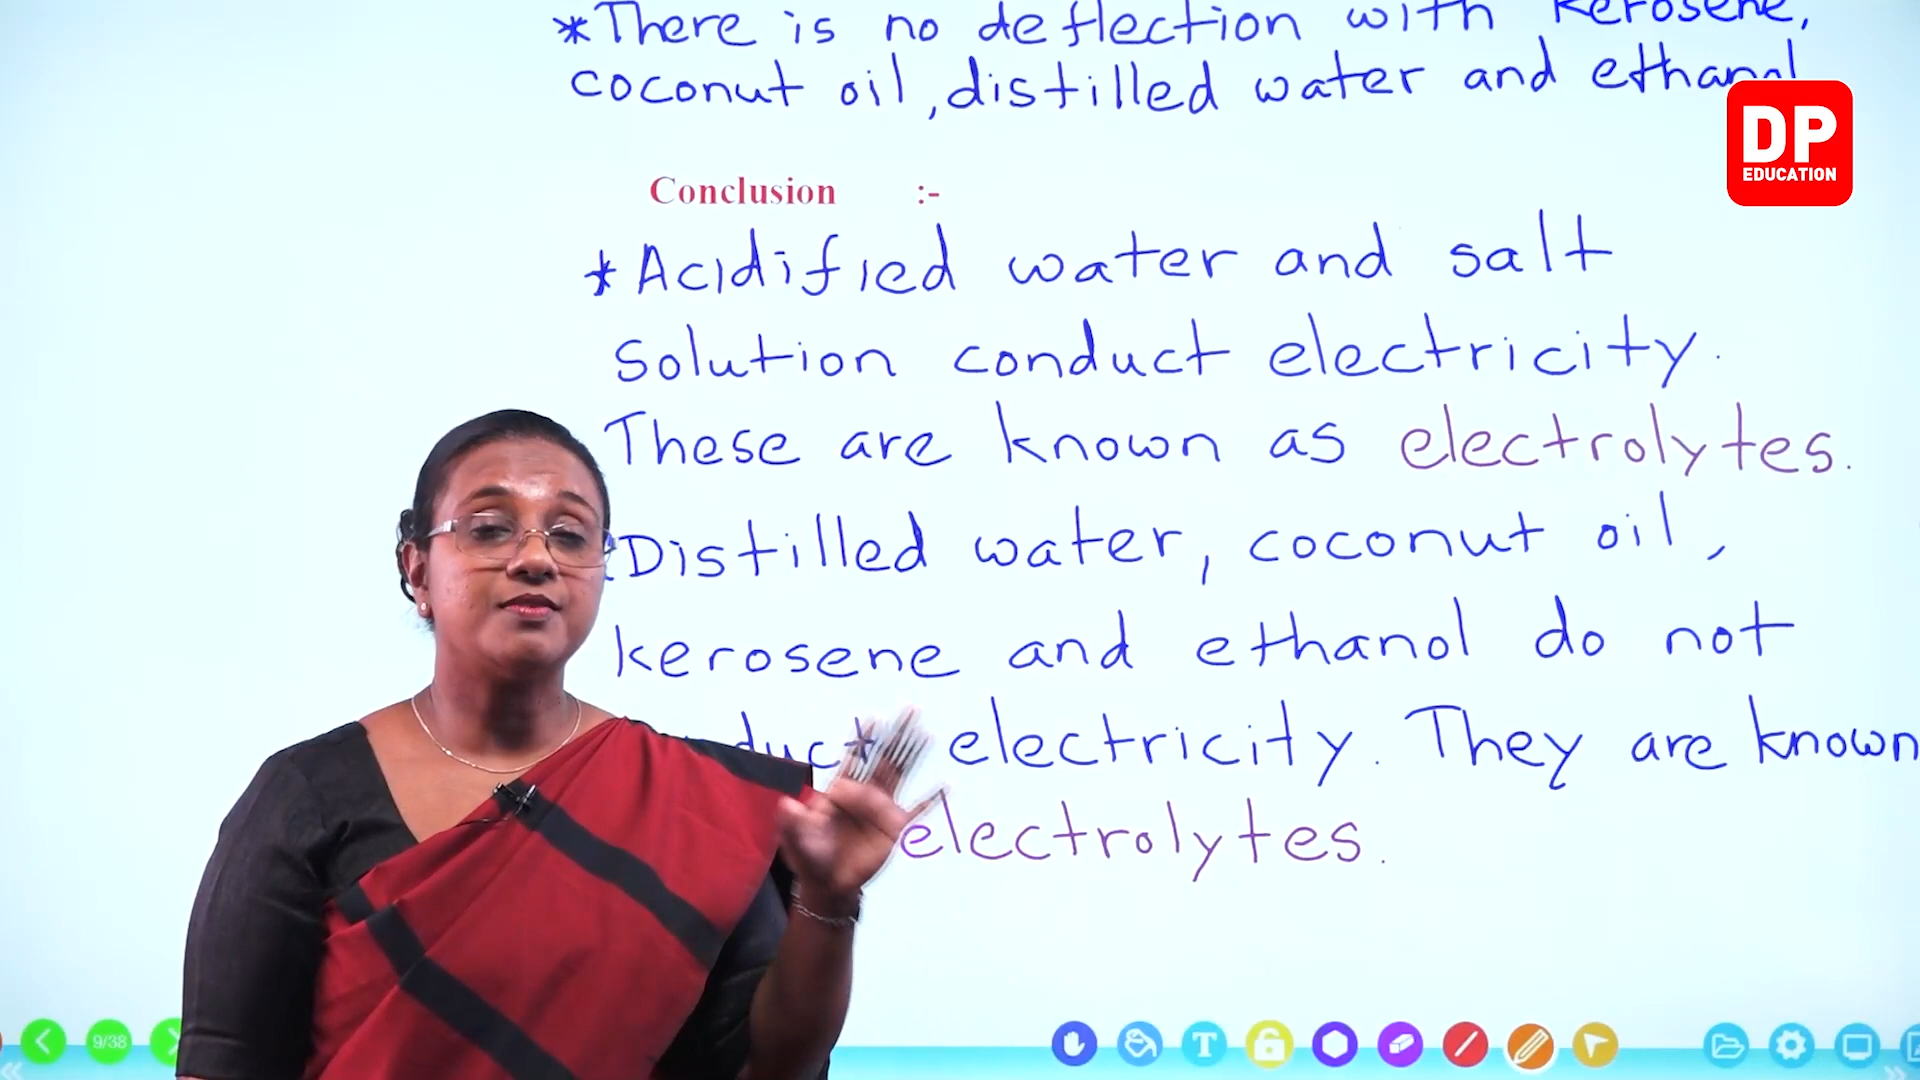 *There is no deflection with kerosene,
coconut oil, distilled water and ethanol
DP
EDUCATION
Conclusion :-
*Acidified water and salt
solution conduct electricity.
These are known as electrolytes.
Distilled water, coconut oil,
kerosene and ethanol do not
electricity. They are known
electrolytes.
9/38
T